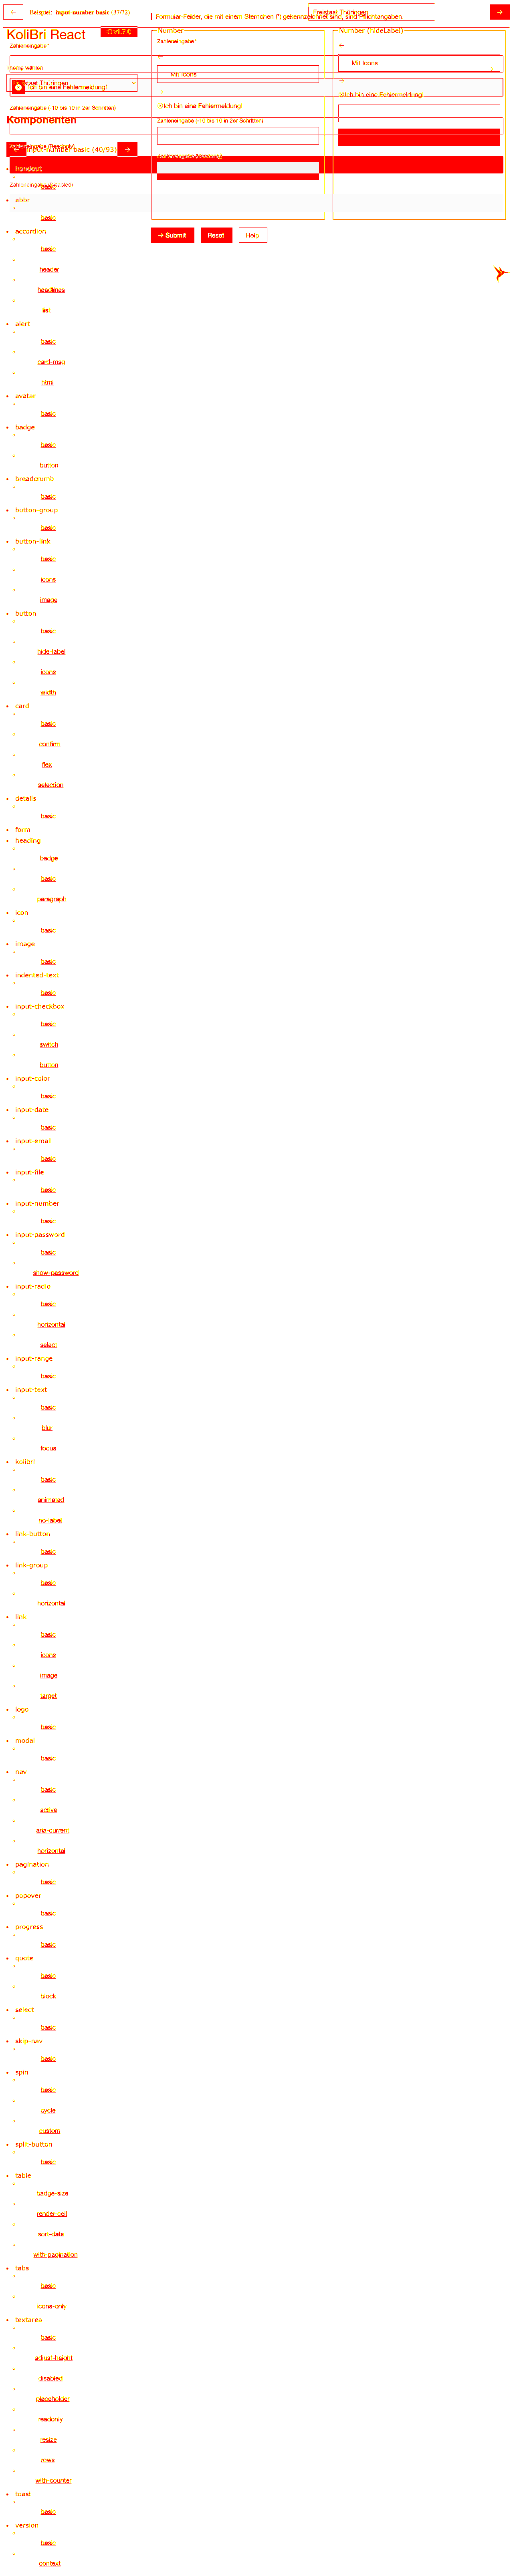 Beispiel: input-number basic (37/72)
Formular-Felder, die mit einem Sternchen (*) gekennzeichnet sind, sind Pflichtangaben.
Freistaat Thüringen
KoliBri React
v1.7.0
Zahleneingabe*
Freistaat Thüringen
Ich bin eine Fehlermeldung!
Zahleneingabe (-10 bis 10 in 2er Schritten)
Komponenten
input-number basic (40/93)
Number
Zahleneingabe*
Mit Icons
Ich bin eine Fehlermeldung!
Zahleneingabe (-10 bis 10 in 2er Schritten)
Number (hideLabel)
Mit Icons
Ich bin eine Fehlermeldung!
Submit
Reset
Help
handout
basic
abbr
basic
accordion
basic
header
headlines
list
alert
basic
card-msg
html
avatar
basic
badge
basic
button
breadcrumb
basic
button-group
basic
button-link
basic
icons
image
button
basic
hide-label
icons
width
card
basic
confirm
flex
selection
details
basic
form
heading
badge
basic
paragraph
icon
basic
image
basic
indented-text
basic
input-checkbox
basic
switch
button
input-color
basic
input-date
basic
input-email
basic
input-file
basic
input-number
basic
input-password
basic
show-password
input-radio
basic
horizontal
select
input-range
basic
input-text
basic
blur
focus
kolibri
basic
animated
no-label
link-button
basic
link-group
basic
horizontal
link
basic
icons
image
target
logo
basic
modal
basic
nav
basic
active
aria-current
horizontal
pagination
basic
popover
basic
progress
basic
quote
basic
block
select
basic
skip-nav
basic
spin
basic
cycle
custom
split-button
basic
table
badge-size
render-cell
sort-data
with-pagination
tabs
basic
icons-only
textarea
basic
adjust-height
disabled
placeholder
readonly
resize
rows
with-counter
toast
basic
version
basic
context